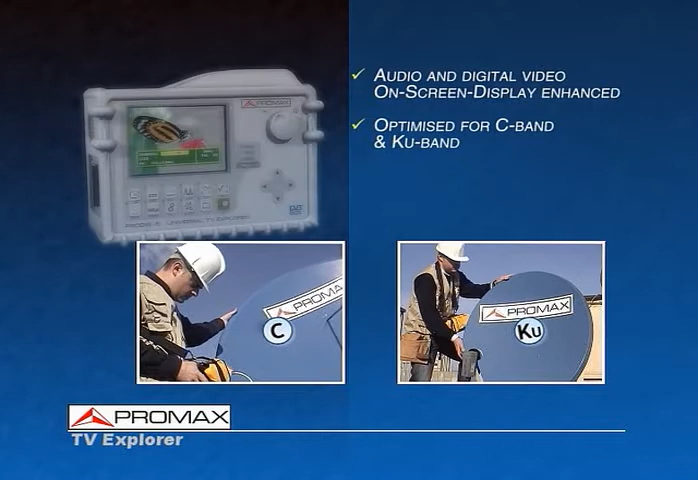 ✓ AUDIO AND DIGITAL VIDEO
ON-SCREEN-DISPLAY ENHANCED
✓ OPTIMISED FOR C-BAND
& KU-BAND
PROMAX
PROMAX
C
PROMAX
Ku
PROMAX
TV Explorer